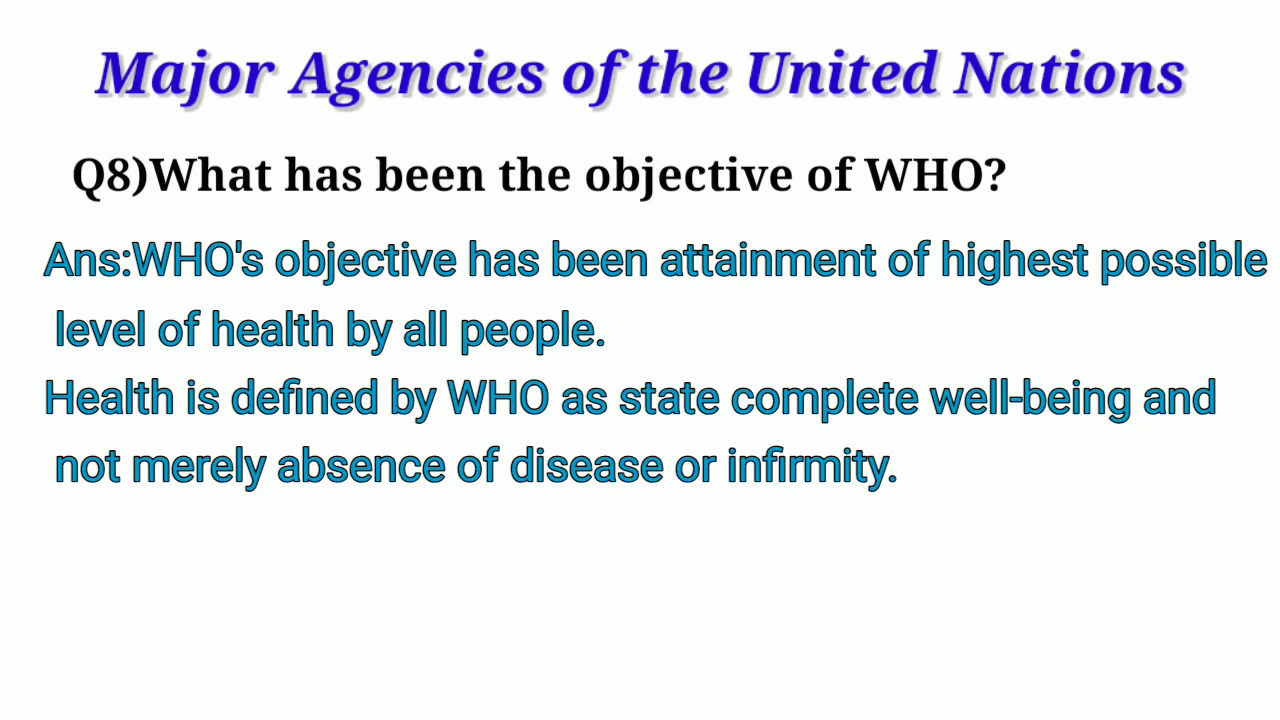 Major Agencies of the United Nations
Q8)What has been the objective of WHO?
Ans:WHO's objective has been attainment of highest possible
level of health by all people.
Health is defined by WHO as state complete well-being and
not merely absence of disease or infirmity.